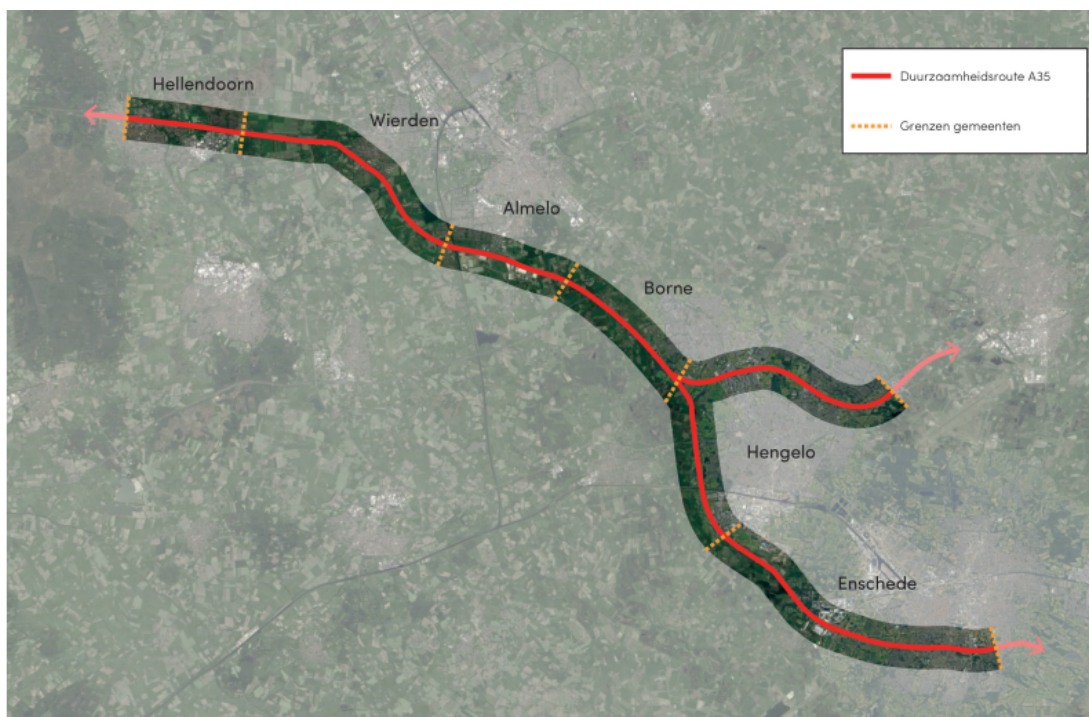 Hellendoorn
Wierden
Almelo
Borne
Hengelo
Enschede
Duurzaamheidsroute A35
Grenzen gemeenten